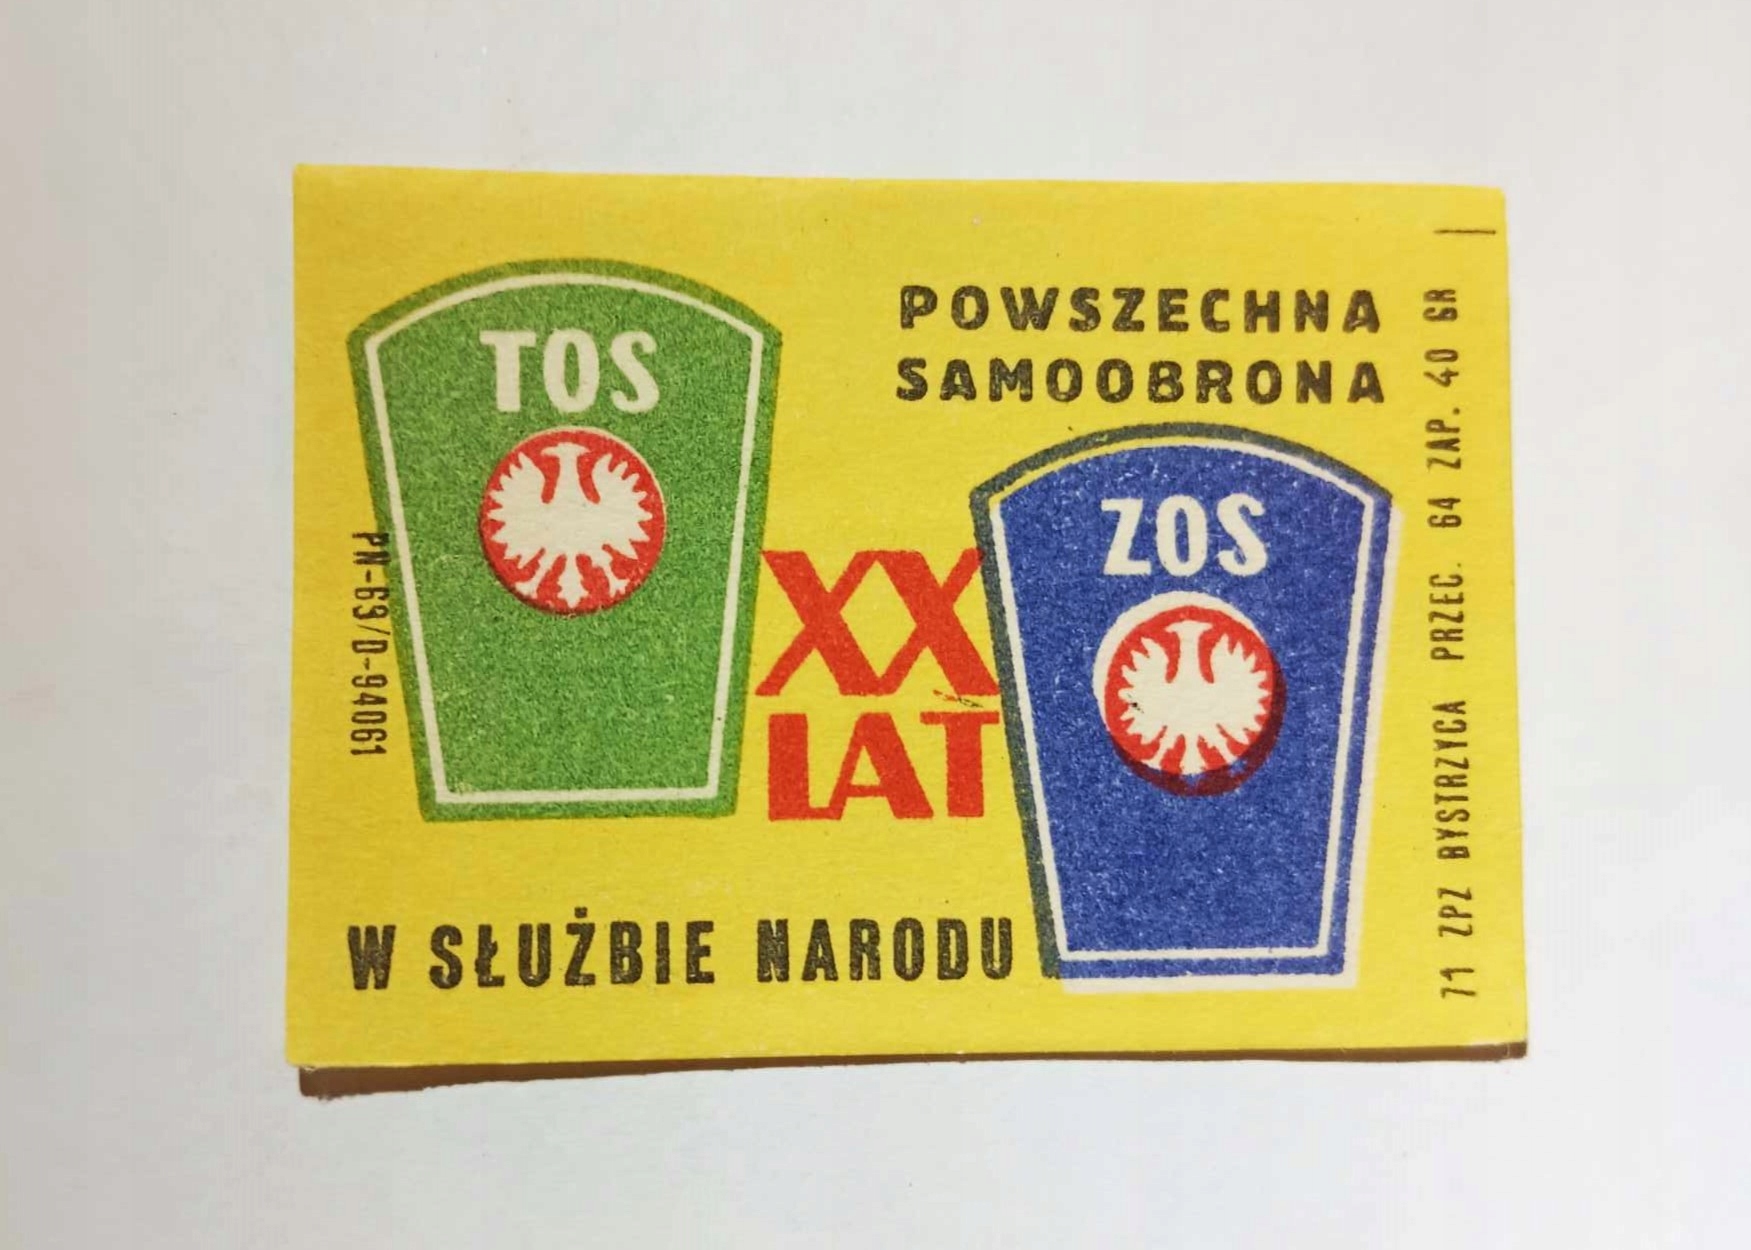 TOS
POWSZECHNA
SAMOOBRONA
ZOS
XX
LAT
W SŁUŻBIE NARODU
PN-63/D-94061
71 ZPZ BYSTRZYCA PRZEC. 64 ZAP. 40 GR